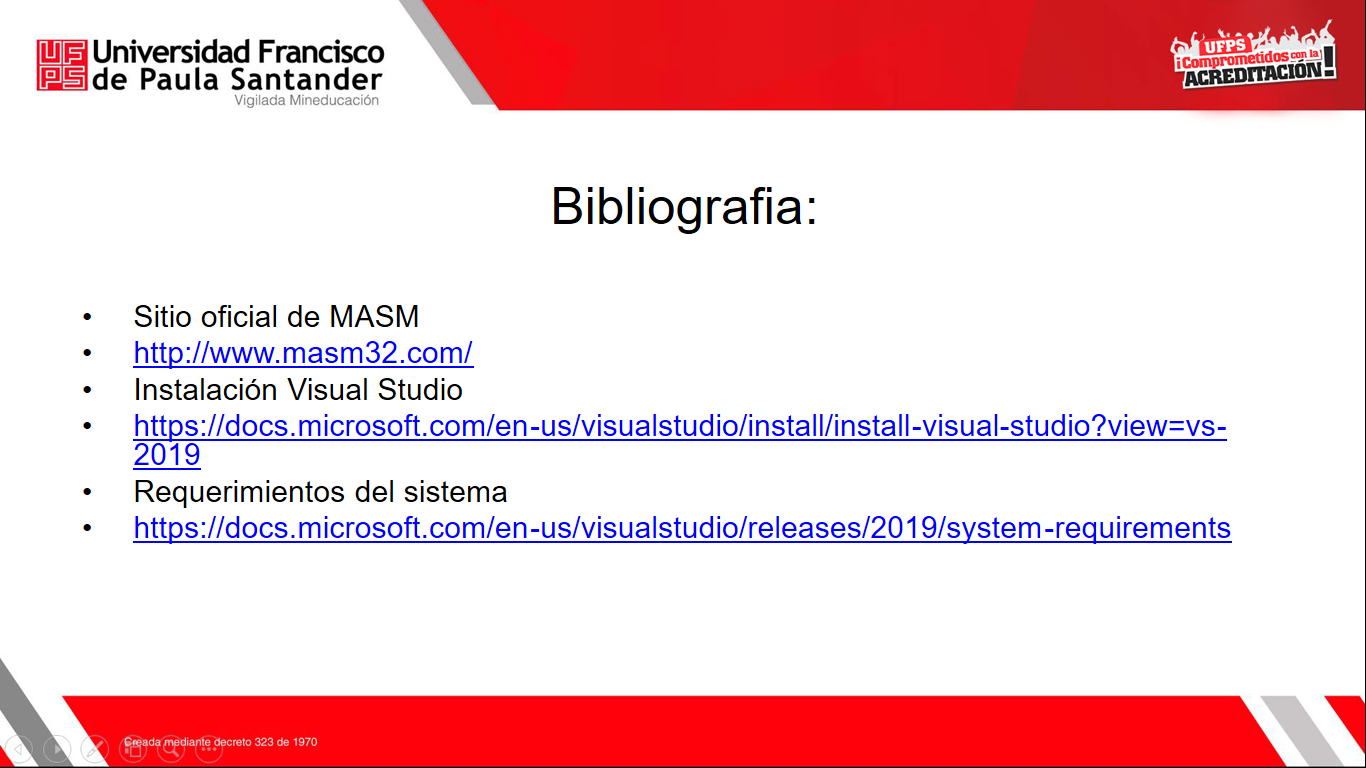 UFPS
Universidad Francisco
de Paula Santander
Vigilada Mineducación
UFPS
¡Comprometidos con la
ACREDITACIÓN!
Bibliografia:
• Sitio oficial de MASM
• http://www.masm32.com/
• Instalación Visual Studio
• https://docs.microsoft.com/en-us/visualstudio/install/install-visual-studio?view=vs-
2019
• Requerimientos del sistema
• https://docs.microsoft.com/en-us/visualstudio/releases/2019/system-requirements
Creada mediante decreto 323 de 1970